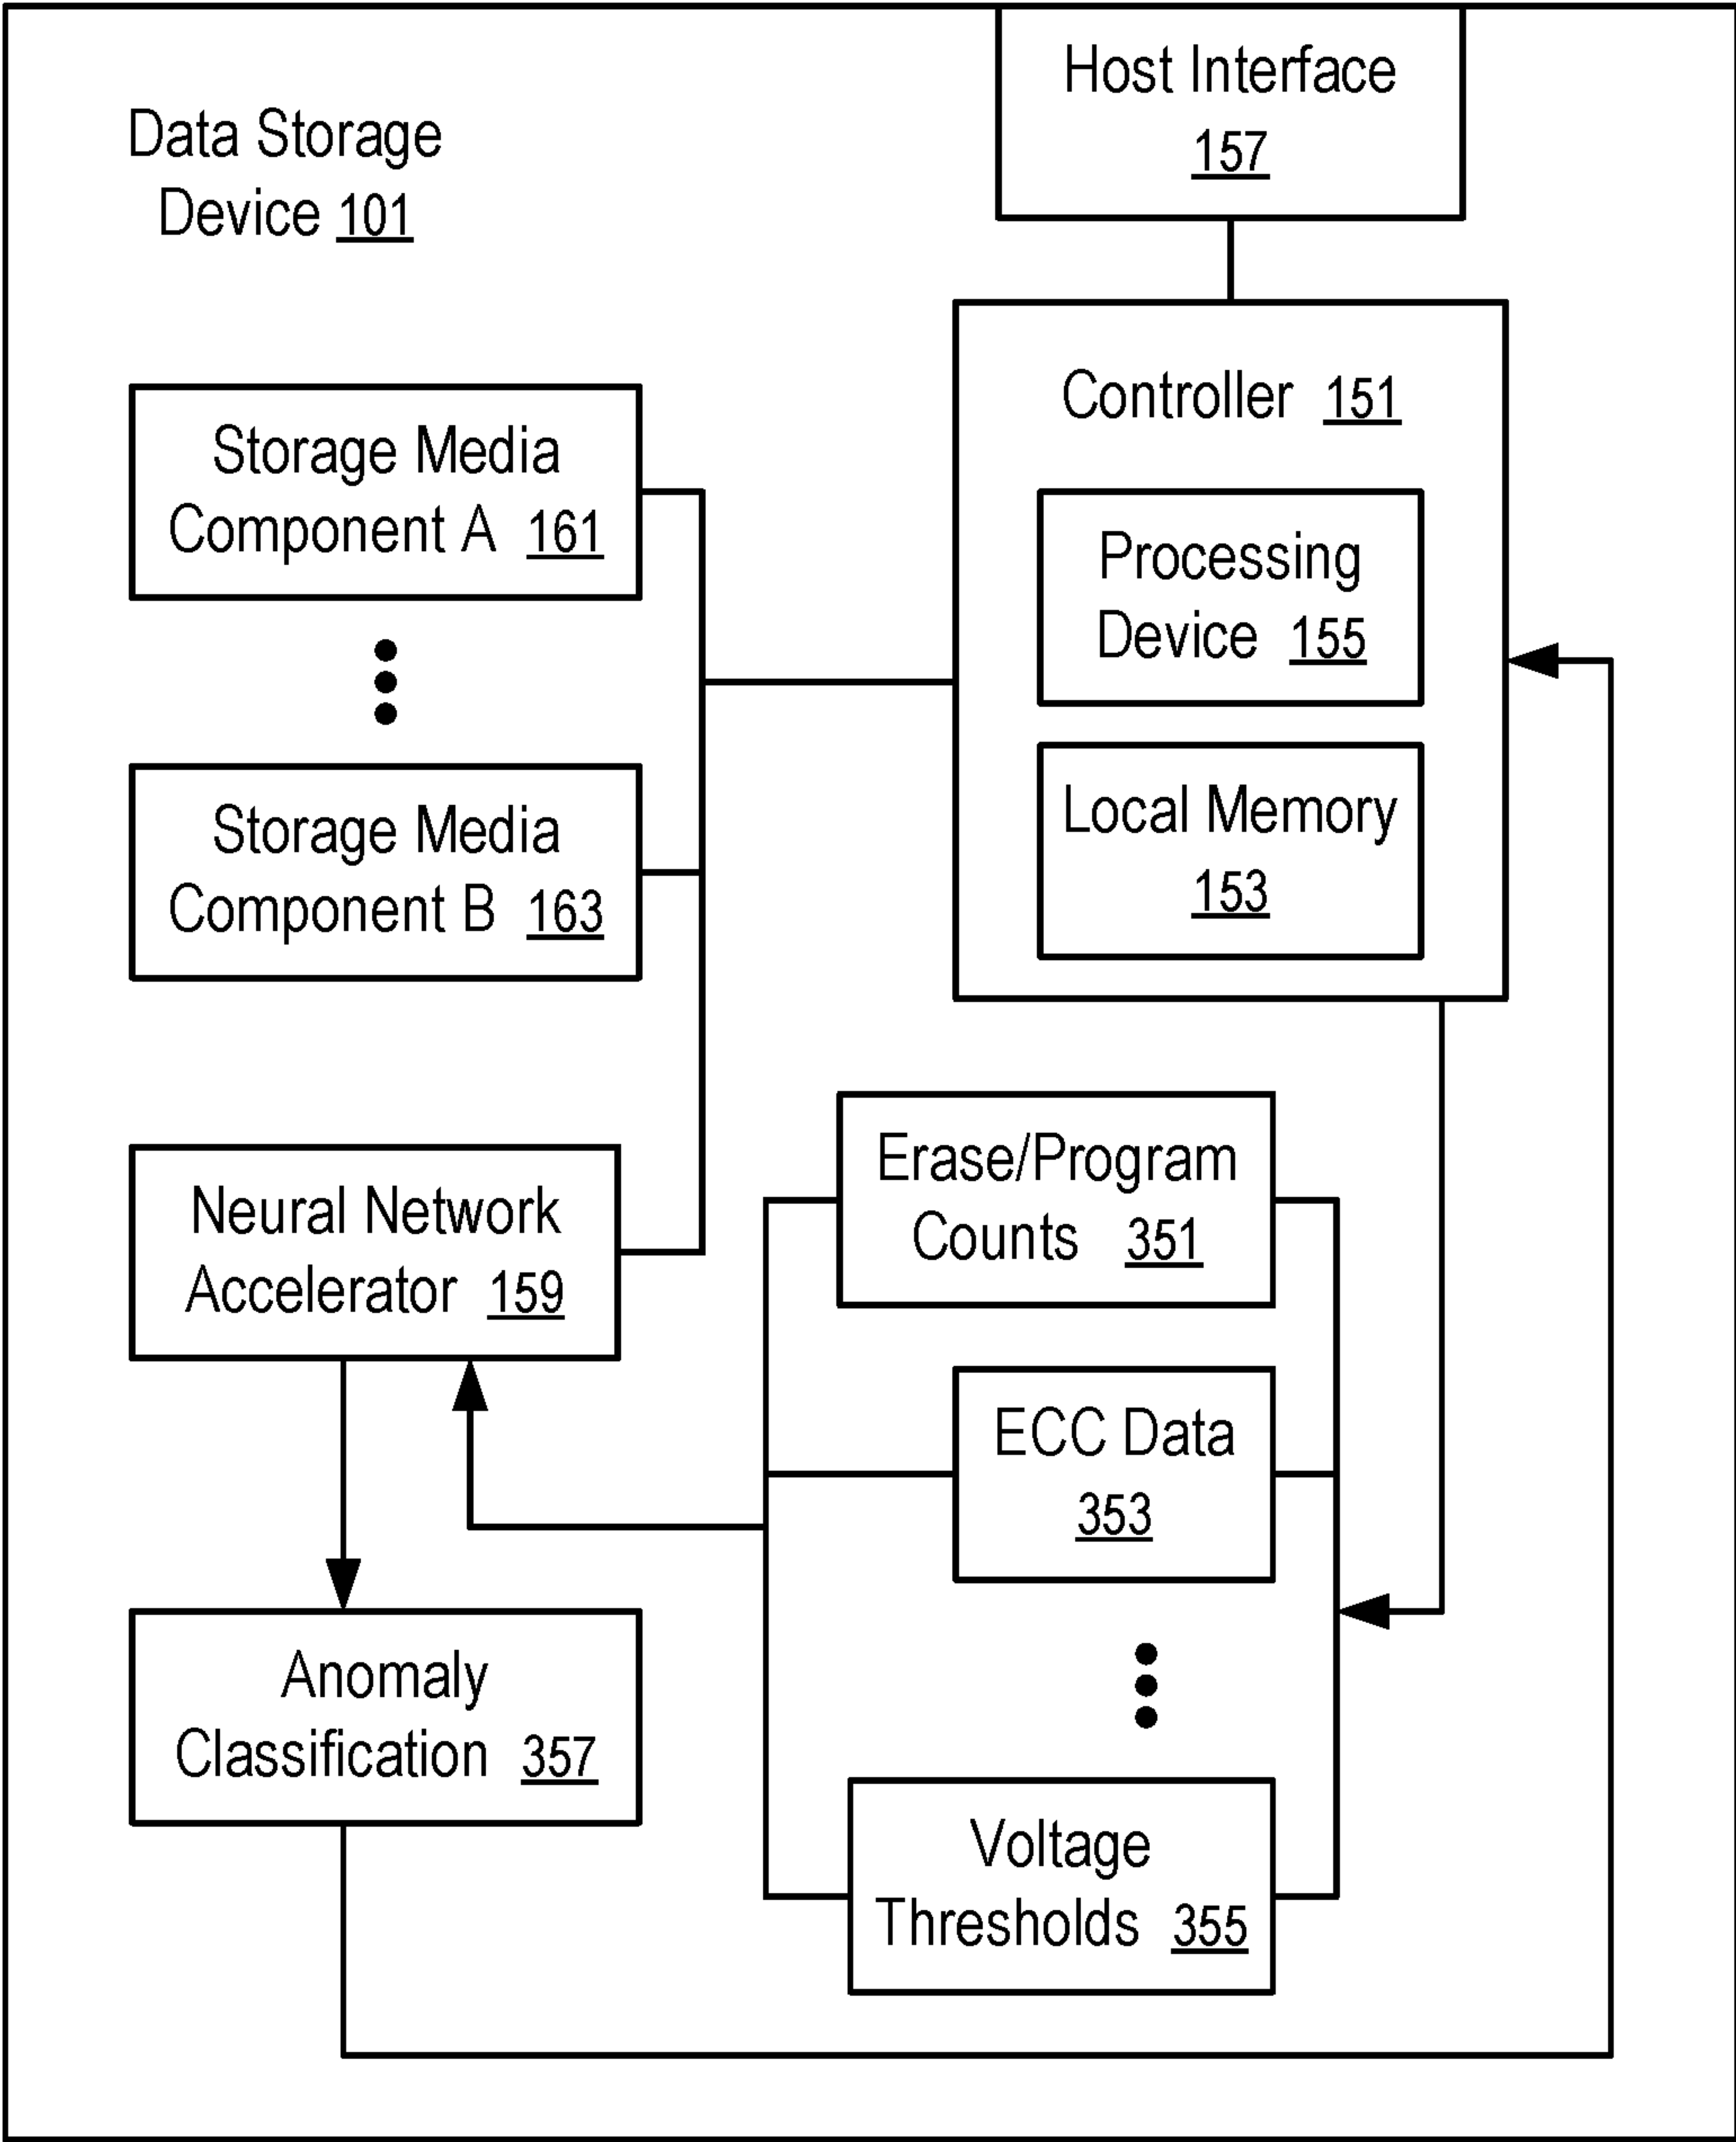 Data Storage
Device 101
Host Interface
157
Controller 151
Processing
Device 155
Local Memory
153
Storage Media
Component A 161
Storage Media
Component B 163
Neural Network
Accelerator 159
Erase/Program
Counts 351
ECC Data
353
Voltage
Thresholds 355
Anomaly
Classification 357